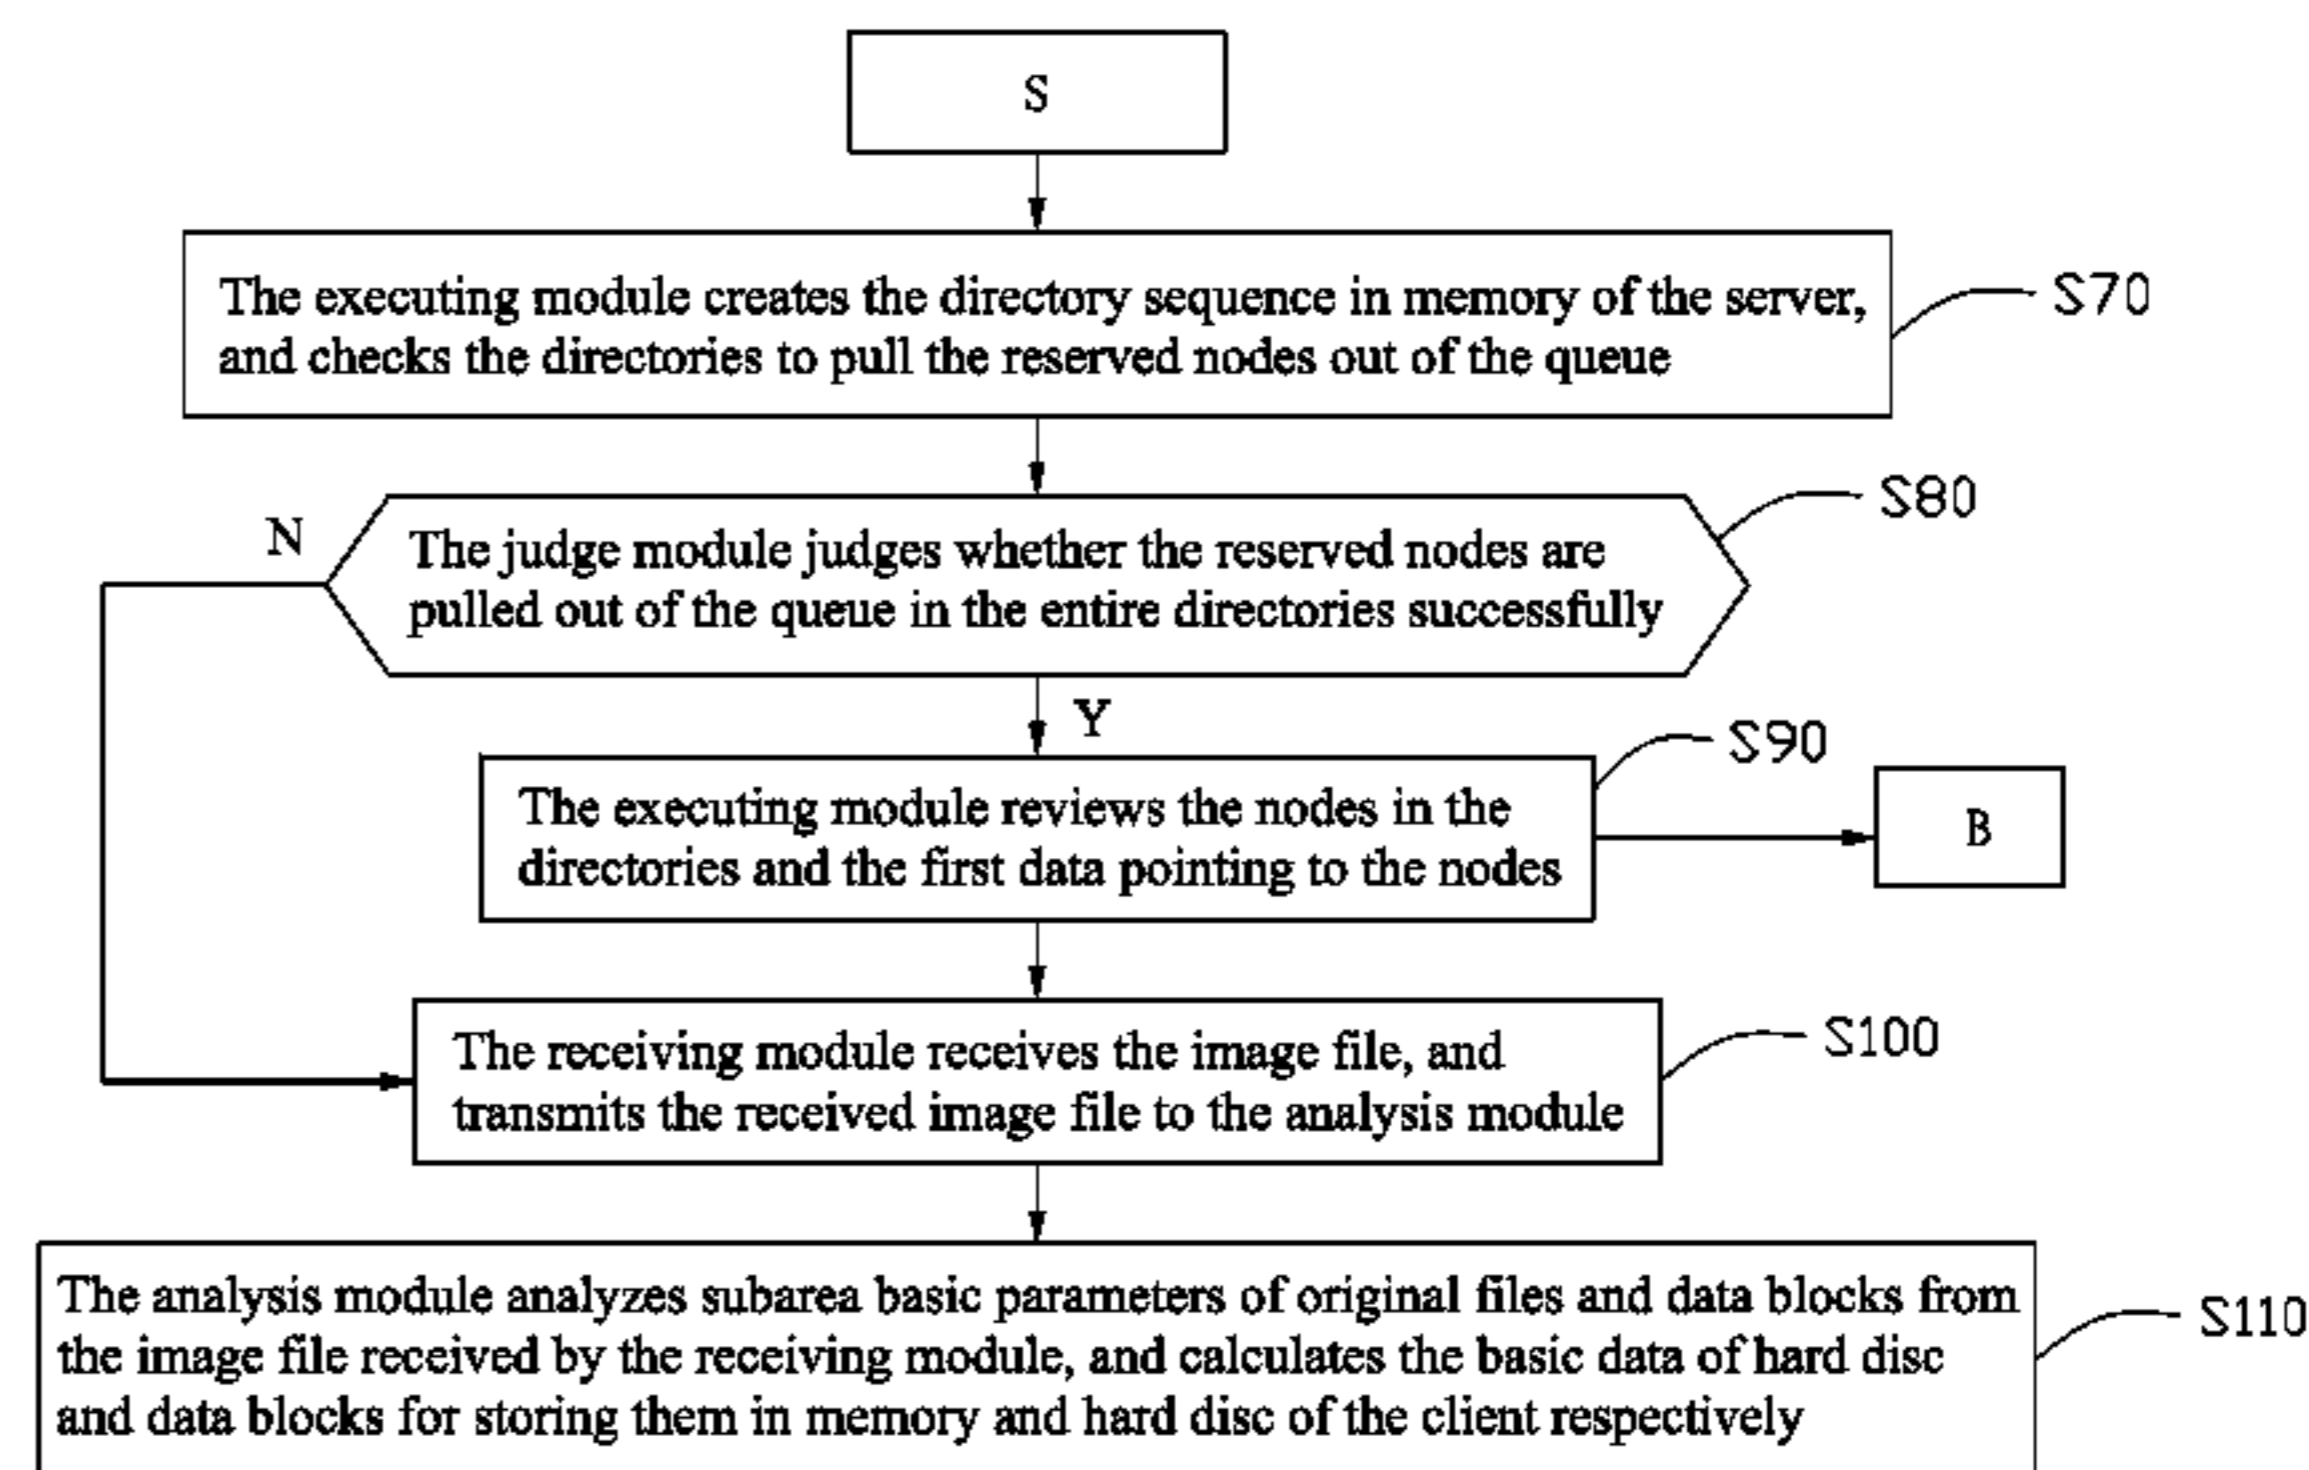 S
The executing module creates the directory sequence in memory of the server,
and checks the directories to pull the reserved nodes out of the queue
S70
N
The judge module judges whether the reserved nodes are
pulled out of the queue in the entire directories successfully
S80
Y
The executing module reviews the nodes in the
directories and the first data pointing to the nodes
S90
B
The receiving module receives the image file, and
transmits the received image file to the analysis module
S100
The analysis module analyzes subarea basic parameters of original files and data blocks from
the image file received by the receiving module, and calculates the basic data of hard disc
and data blocks for storing them in memory and hard disc of the client respectively
S110